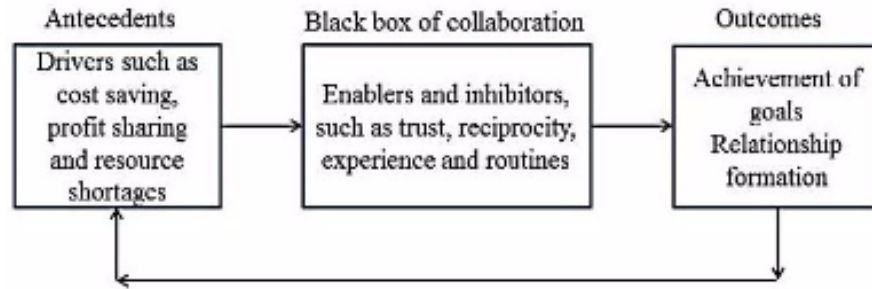 Antecedents
Drivers such as
cost saving,
profit sharing
and resource
shortages
Black box of collaboration
Enablers and inhibitors,
such as trust, reciprocity,
experience and routines
Outcomes
Achievement of
goals
Relationship
formation